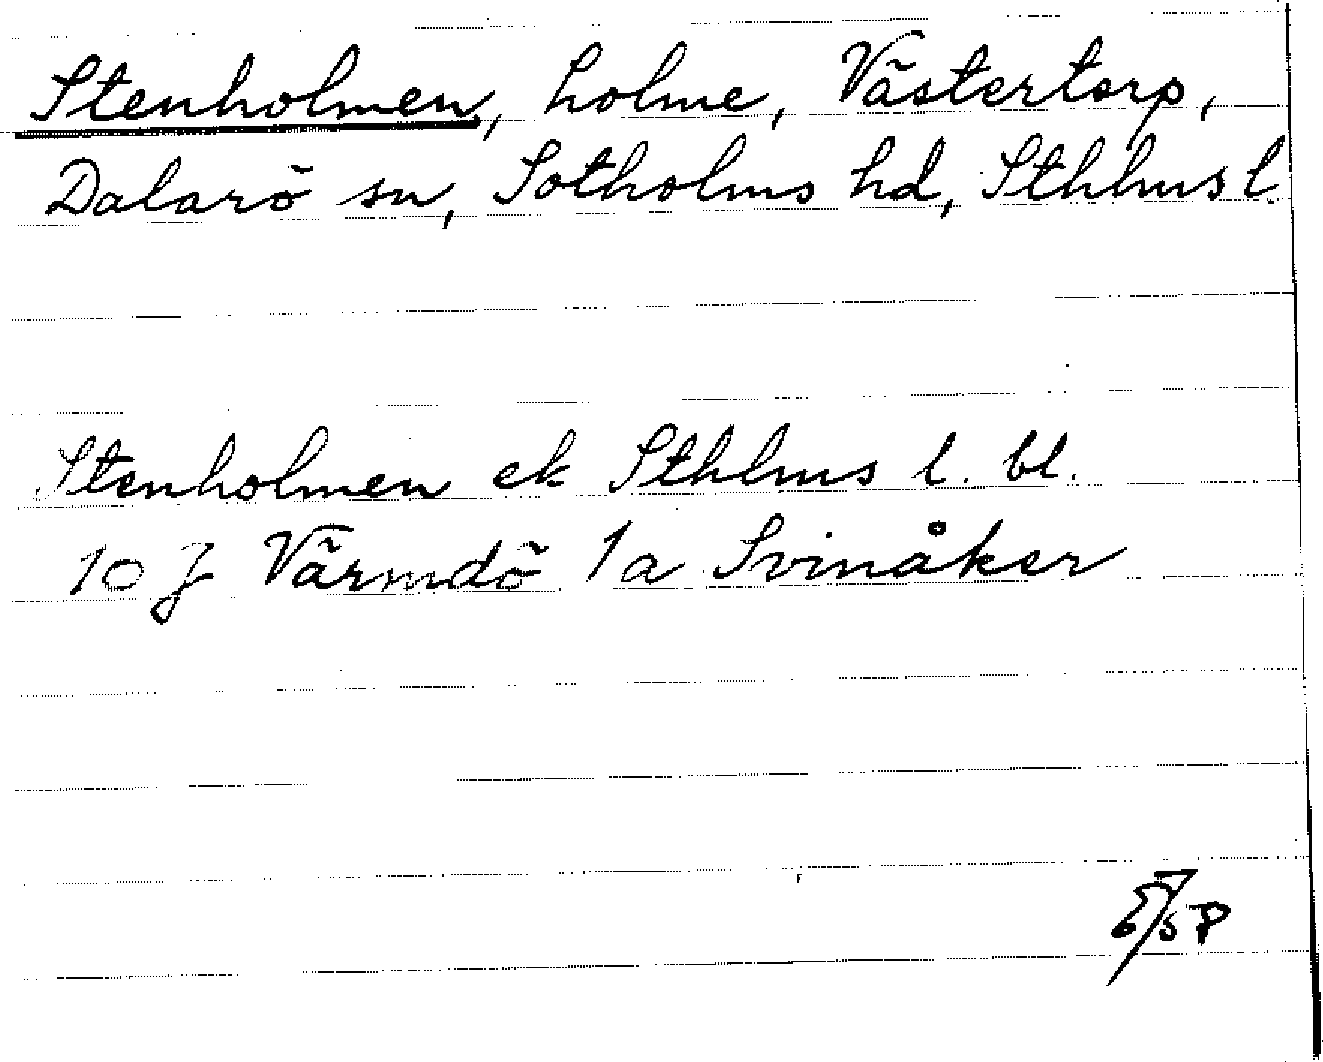 Stenholmen, holme, Västertorp,
Dalarö sn, Sotholms hd, Sthlms l.
Stenholmen ek Sthlms l. bl.
10 J Värmdö 1a Svinåker